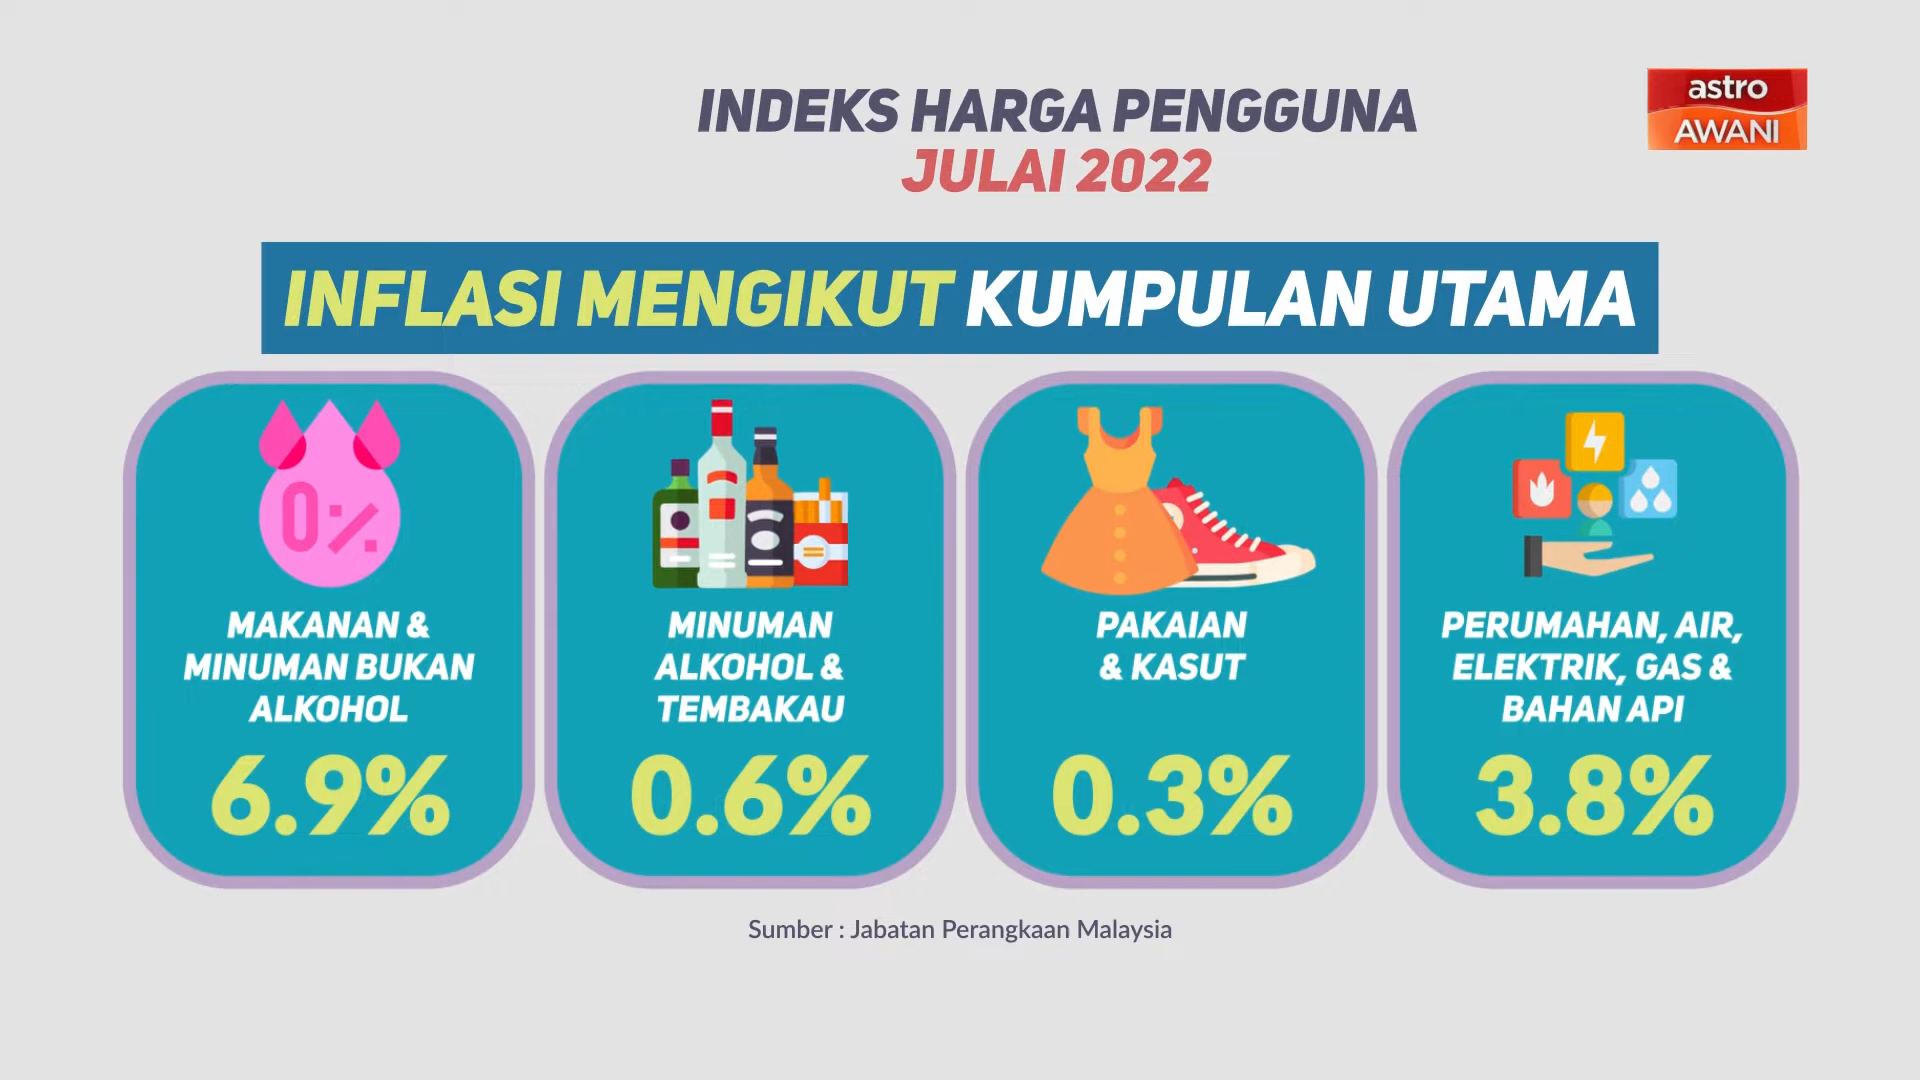 INDEKS HARGA PENGGUNA
JULAI 2022
astro
AWANI
INFLASI MENGIKUT KUMPULAN UTAMA
0%
MAKANAN &
MINUMAN BUKAN
ALKOHOL
6.9%
MINUMAN
ALKOHOL &
TEMBAKAU
0.6%
PAKAIAN
& KASUT
0.3%
PERUMAHAN, AIR,
ELEKTRIK, GAS &
BAHAN API
3.8%
Sumber : Jabatan Perangkaan Malaysia